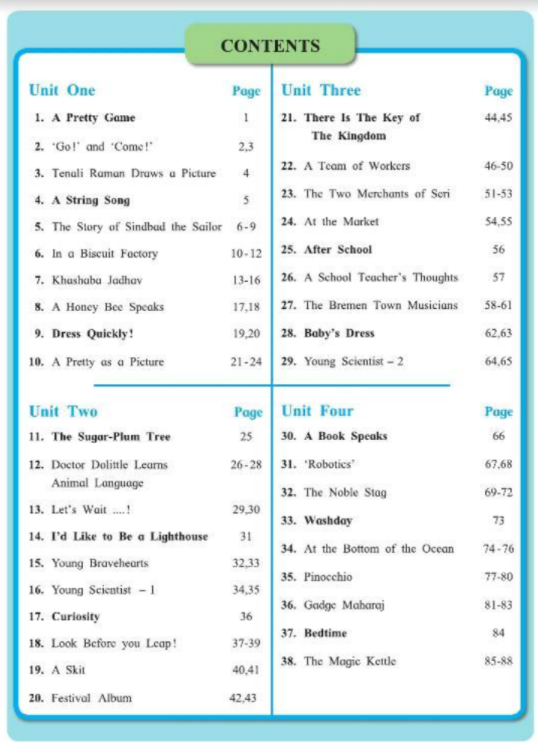 CONTENTS
Unit One Page
1. A Pretty Game 1
2. 'Go!' and 'Come!' 2,3
3. Tenali Raman Draws a Picture 4
4. A String Song 5
5. The Story of Sindbad the Sailor 6-9
6. In a Biscuit Factory 10-12
7. Khashaba Jadhav 13-16
8. A Honey Bee Speaks 17,18
9. Dress Quickly! 19,20
10. A Pretty as a Picture 21-24
Unit Two Page
11. The Sugar-Plum Tree 25
12. Doctor Dolittle Learns 26-28
Animal Language
13. Let's Wait ....! 29,30
14. I'd Like to Be a Lighthouse 31
15. Young Bravehearts 32,33
16. Young Scientist – 1 34,35
17. Curiosity 36
18. Look Before you Leap! 37-39
19. A Skit 40,41
20. Festival Album 42,43
Unit Three Page
21. There Is The Key of 44,45
The Kingdom
22. A Team of Workers 46-50
23. The Two Merchants of Seri 51-53
24. At the Market 54,55
25. After School 56
26. A School Teacher's Thoughts 57
27. The Bremen Town Musicians 58-61
28. Baby's Dress 62,63
29. Young Scientist – 2 64,65
Unit Four Page
30. A Book Speaks 66
31. 'Robotics' 67,68
32. The Noble Stag 69-72
33. Washday 73
34. At the Bottom of the Ocean 74-76
35. Pinocchio 77-80
36. Gadge Maharaj 81-83
37. Bedtime 84
38. The Magic Kettle 85-88